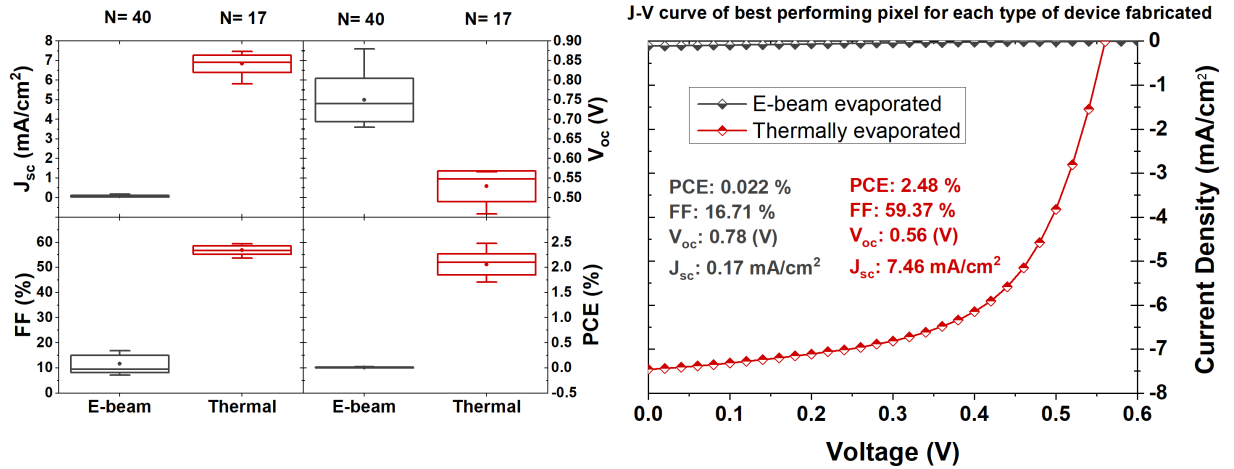 N= 40
N= 17
N= 40
N= 17
8
7
6
5
4
3
2
1
0
J_sc (mA/cm2)
0.90
0.85
0.80
0.75
0.70
0.65
0.60
0.55
0.50
V_oc (V)
60
50
40
30
20
10
0
FF (%)
2.5
2.0
1.5
1.0
0.5
0.0
-0.5
PCE (%)
E-beam
Thermal
E-beam
Thermal
J-V curve of best performing pixel for each type of device fabricated
E-beam evaporated
Thermally evaporated
PCE: 0.022 %
FF: 16.71 %
V_oc: 0.78 (V)
J_sc: 0.17 mA/cm²
PCE: 2.48 %
FF: 59.37 %
V_oc: 0.56 (V)
J_sc: 7.46 mA/cm²
0
-1
-2
-3
-4
-5
-6
-7
-8
Current Density (mA/cm²)
0.0
0.1
0.2
0.3
0.4
0.5
0.6
Voltage (V)